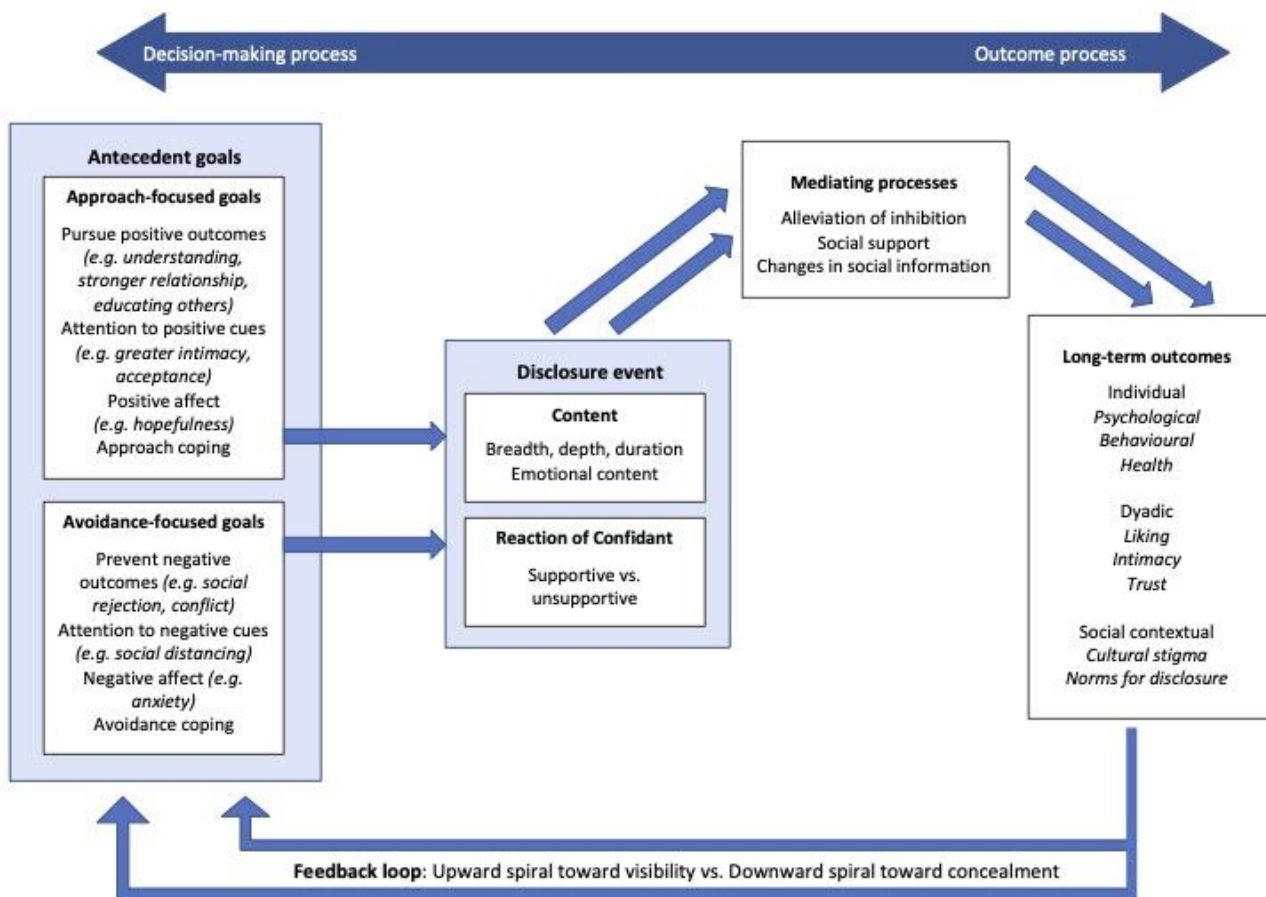 Decision-making process
Outcome process
Antecedent goals
Approach-focused goals
Pursue positive outcomes
(e.g. understanding,
stronger relationship,
educating others)
Attention to positive cues
(e.g. greater intimacy,
acceptance)
Positive affect
(e.g. hopefulness)
Approach coping
Avoidance-focused goals
Prevent negative
outcomes (e.g. social
rejection, conflict)
Attention to negative cues
(e.g. social distancing)
Negative affect (e.g.
anxiety)
Avoidance coping
Disclosure event
Content
Breadth, depth, duration
Emotional content
Reaction of Confidant
Supportive vs.
unsupportive
Mediating processes
Alleviation of inhibition
Social support
Changes in social information
Long-term outcomes
Individual
Psychological
Behavioural
Health
Dyadic
Liking
Intimacy
Trust
Social contextual
Cultural stigma
Norms for disclosure
Feedback loop: Upward spiral toward visibility vs. Downward spiral toward concealment